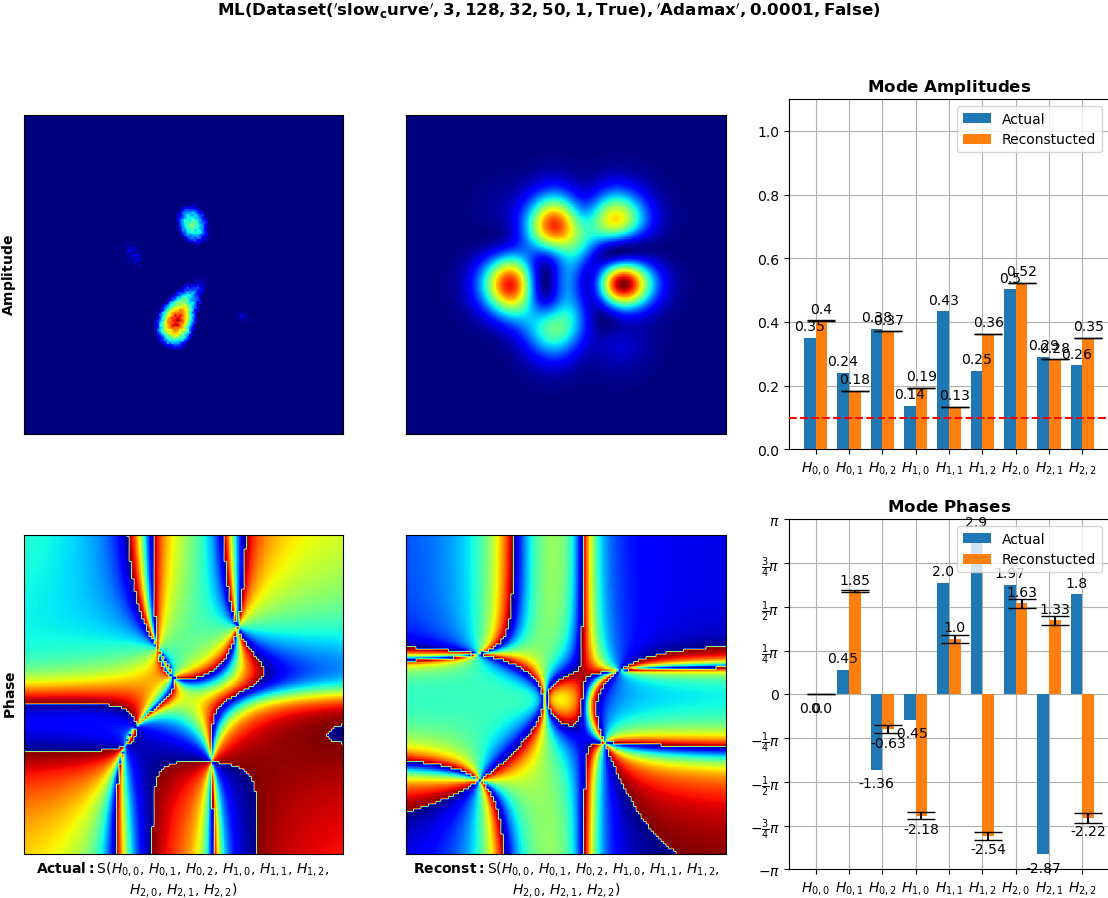 ML(Dataset('slow_curve', 3, 128, 32, 50, 1, True), 'Adamax', 0.0001, False)
Amplitude
Mode Amplitudes
Actual
Reconstucted
1.0
0.8
0.6
0.4
0.2
0.0
0.35
0.4
0.24
0.18
0.38
0.37
0.14
0.19
0.43
0.13
0.25
0.36
0.5
0.52
0.29
0.28
0.26
0.35
H0,0 H0,1 H0,2 H1,0 H1,1 H1,2 H2,0 H2,1 H2,2
Phase
Mode Phases
Actual
Reconstucted
π
3/4π
1/2π
1/4π
0
−1/4π
−1/2π
−3/4π
−π
0.0
0.0
0.45
1.85
-1.36
-0.63
-0.45
-2.18
2.0
1.0
2.9
-2.54
1.97
1.63
-2.87
1.33
1.8
-2.22
H0,0 H0,1 H0,2 H1,0 H1,1 H1,2 H2,0 H2,1 H2,2
Actual: S(H0,0, H0,1, H0,2, H1,0, H1,1, H1,2,
H2,0, H2,1, H2,2)
Reconst: S(H0,0, H0,1, H0,2, H1,0, H1,1, H1,2,
H2,0, H2,1, H2,2)